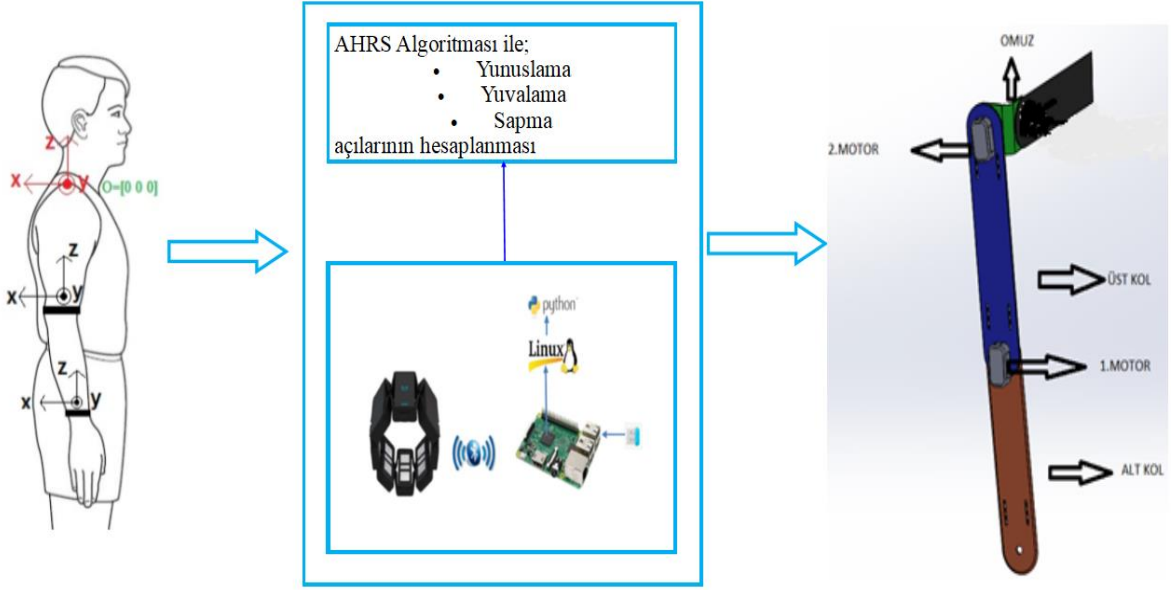 z
x
y
O=[0 0 0]
z
x
y
z
x
y
AHRS Algoritması ile;
• Yunuslama
• Yuvalama
• Sapma
açılarının hesaplanması
python
Linux
OMUZ
2.MOTOR
ÜST KOL
1.MOTOR
ALT KOL